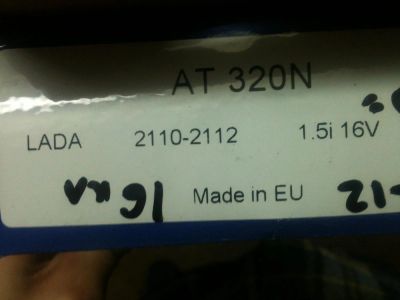 AT 320N
LADA 2110-2112 1.5i 16V
Made in EU